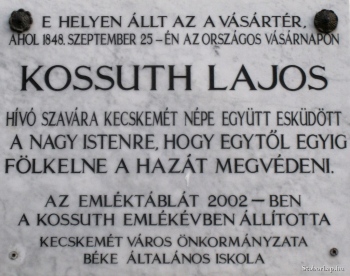 E HELYEN ÁLLT AZ A VÁSÁRTÉR,
AHOL 1848. SZEPTEMBER 25-ÉN AZ ORSZÁGOS VÁSÁRNAPON
KOSSUTH LAJOS
HÍVÓ SZAVÁRA KECSKEMÉT NÉPE EGYÜTT ESKÜDÖTT
A NAGY ISTENRE, HOGY EGYTŐL EGYIG
FÖLKELNE A HAZÁT MEGVÉDENI.
AZ EMLÉKTÁBLÁT 2002-BEN
A KOSSUTH EMLÉKÉVBEN ÁLLÍTOTTA
KECSKEMÉT VÁROS ÖNKORMÁNYZATA
BÉKE ÁLTALÁNOS ISKOLA